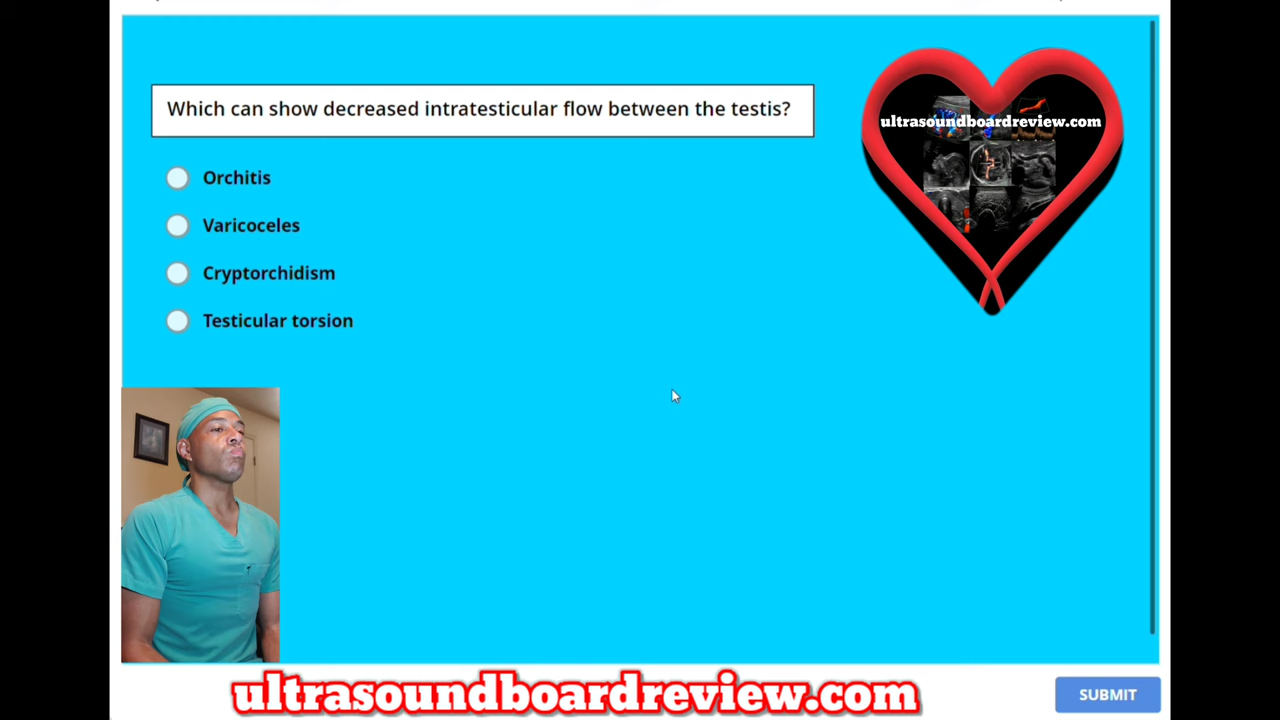 Which can show decreased intratesticular flow between the testis?
ultrasoundboardreview.com
Orchitis
Varicoceles
Cryptorchidism
Testicular torsion
ultrasoundboardreview.com
SUBMIT